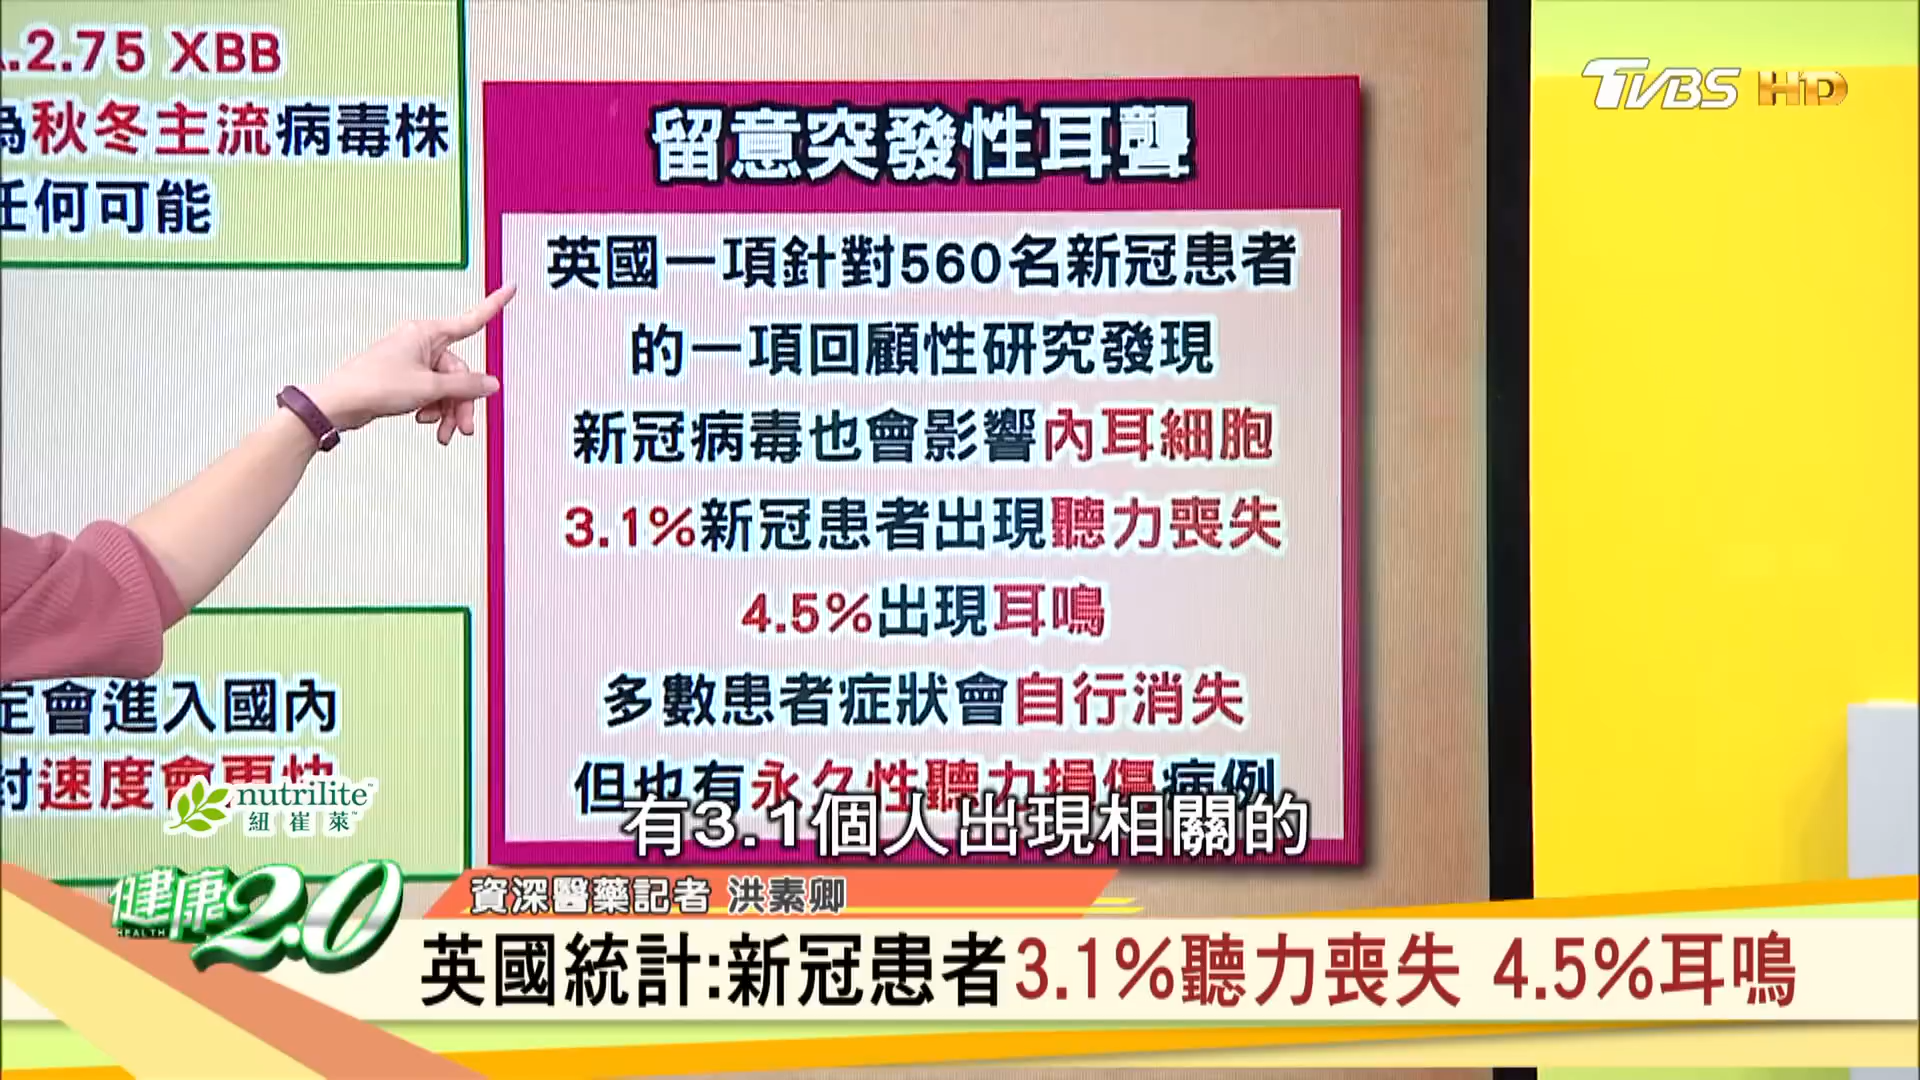 .2.75 XBB
為秋冬主流病毒株
任何可能
TVBS HD
留意突發性耳聾
英國一項針對560名新冠患者
的一項回顧性研究發現
新冠病毒也會影響內耳細胞
3.1%新冠患者出現聽力喪失
4.5%出現耳鳴
多數患者症狀會自行消失
但也有永久性聽力損傷病例
定會進入國內
速度會更快
nutrilite
紐崔萊
有3.1個人出現相關的
健康2.0
HEALTH
資深醫藥記者 洪素卿
英國統計:新冠患者3.1%聽力喪失 4.5%耳鳴